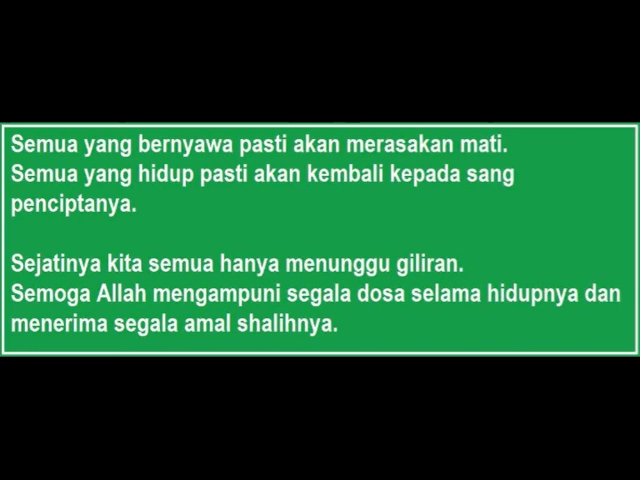 Semua yang bernyawa pasti akan merasakan mati.
Semua yang hidup pasti akan kembali kepada sang
penciptanya.
Sejatinya kita semua hanya menunggu giliran.
Semoga Allah mengampuni segala dosa selama hidupnya dan
menerima segala amal shalihnya.